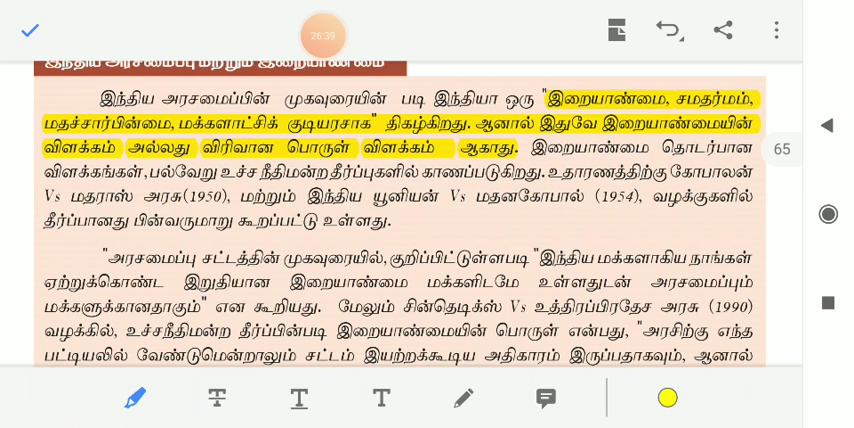 26:39
இந்திய அரசமைப்பு மற்றும் இறையாண்மை
இந்திய அரசமைப்பின் முகவுரையின் படி இந்தியா ஒரு "இறையாண்மை, சமதர்மம்,
மதச்சார்பின்மை, மக்களாட்சிக் குடியரசாக" திகழ்கிறது. ஆனால் இதுவே இறையாண்மையின்
விளக்கம் அல்லது விரிவான பொருள் விளக்கம் ஆகாது. இறையாண்மை தொடர்பான
65
விளக்கங்கள், பல்வேறு உச்ச நீதிமன்ற தீர்ப்புகளில் காணப்படுகிறது. உதாரணத்திற்கு கோபாலன்
Vs மதராஸ் அரசு(1950), மற்றும் இந்திய யூனியன் Vs மதனகோபால் (1954), வழக்குகளில்
தீர்ப்பானது பின்வருமாறு கூறப்பட்டு உள்ளது.
"அரசமைப்பு சட்டத்தின் முகவுரையில், குறிப்பிட்டுள்ளபடி "இந்திய மக்களாகிய நாங்கள்
ஏற்றுக்கொண்ட இறுதியான இறையாண்மை மக்களிடமே உள்ளதுடன் அரசமைப்பும்
மக்களுக்கானதாகும்" என கூறியது. மேலும் சின்தெடிக்ஸ் Vs உத்திரப்பிரதேச அரசு (1990)
வழக்கில், உச்சநீதிமன்ற தீர்ப்பின்படி இறையாண்மையின் பொருள் என்பது, "அரசிற்கு எந்த
பட்டியலில் வேண்டுமென்றாலும் சட்டம் இயற்றக்கூடிய அதிகாரம் இருப்பதாகவும், ஆனால்